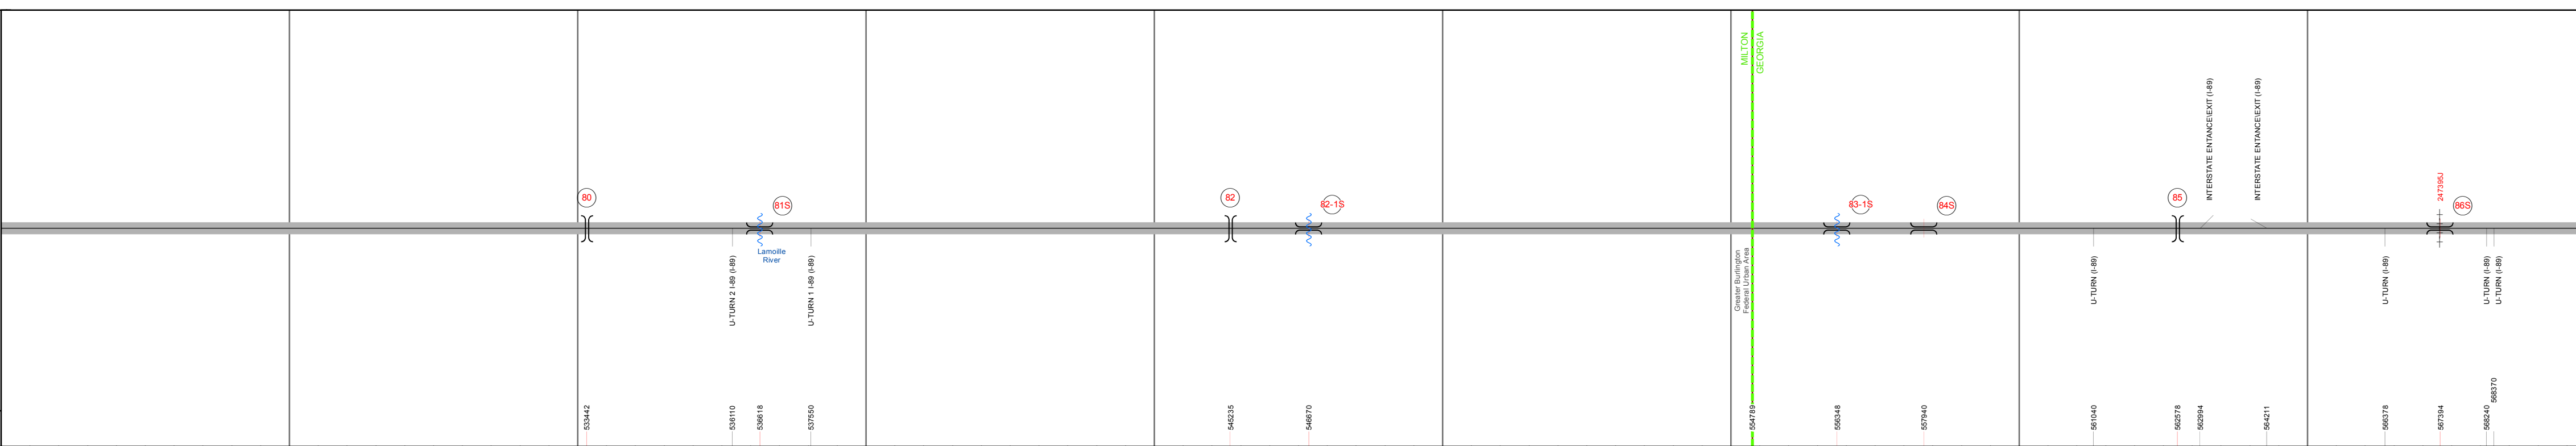 MILTON
GEORGIA
INTERSTATE ENTANCE\EXIT (I-89)
INTERSTATE ENTANCE\EXIT (I-89)
80
81S
82
82-1S
83-1S
84S
85
247395J
86S
Lamoille
River
U-TURN 2 I-89 (I-89)
U-TURN 1 I-89 (I-89)
Greater Burlington
Federal Urban Area
U-TURN (I-89)
U-TURN (I-89)
U-TURN (I-89)
U-TURN (I-89)
533442
536110
536618
537550
545235
546670
554789
556348
557940
561040
562578
562994
564211
566378
567394
568240
568370